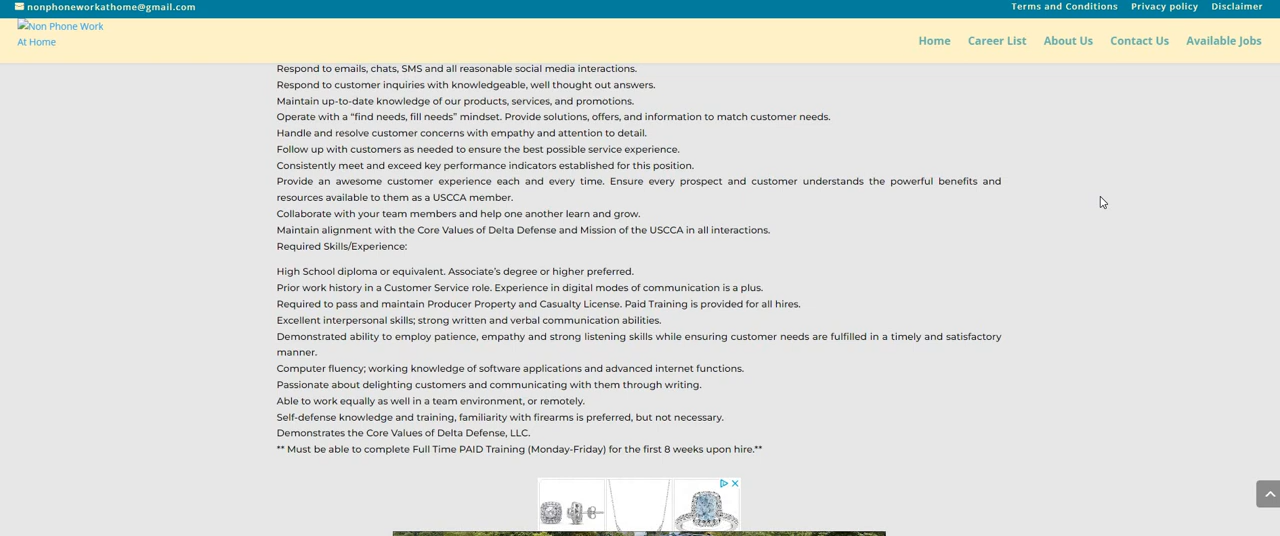 nonphoneworkathome@gmail.com
Terms and Conditions Privacy policy Disclaimer
Non Phone Work
At Home
Home Career List About Us Contact Us Available Jobs
Respond to emails, chats, SMS and all reasonable social media interactions.
Respond to customer inquiries with knowledgeable, well thought out answers.
Maintain up-to-date knowledge of our products, services, and promotions.
Operate with a “find needs, fill needs” mindset. Provide solutions, offers, and information to match customer needs.
Handle and resolve customer concerns with empathy and attention to detail.
Follow up with customers as needed to ensure the best possible service experience.
Consistently meet and exceed key performance indicators established for this position.
Provide an awesome customer experience each and every time. Ensure every prospect and customer understands the powerful benefits and
resources available to them as a USCCA member.
Collaborate with your team members and help one another learn and grow.
Maintain alignment with the Core Values of Delta Defense and Mission of the USCCA in all interactions.
Required Skills/Experience:
High School diploma or equivalent. Associate’s degree or higher preferred.
Prior work history in a Customer Service role. Experience in digital modes of communication is a plus.
Required to pass and maintain Producer Property and Casualty License. Paid Training is provided for all hires.
Excellent interpersonal skills; strong written and verbal communication abilities.
Demonstrated ability to employ patience, empathy and strong listening skills while ensuring customer needs are fulfilled in a timely and satisfactory
manner.
Computer fluency; working knowledge of software applications and advanced internet functions.
Passionate about delighting customers and communicating with them through writing.
Able to work equally as well in a team environment, or remotely.
Self-defense knowledge and training, familiarity with firearms is preferred, but not necessary.
Demonstrates the Core Values of Delta Defense, LLC.
** Must be able to complete Full Time PAID Training (Monday-Friday) for the first 8 weeks upon hire.**